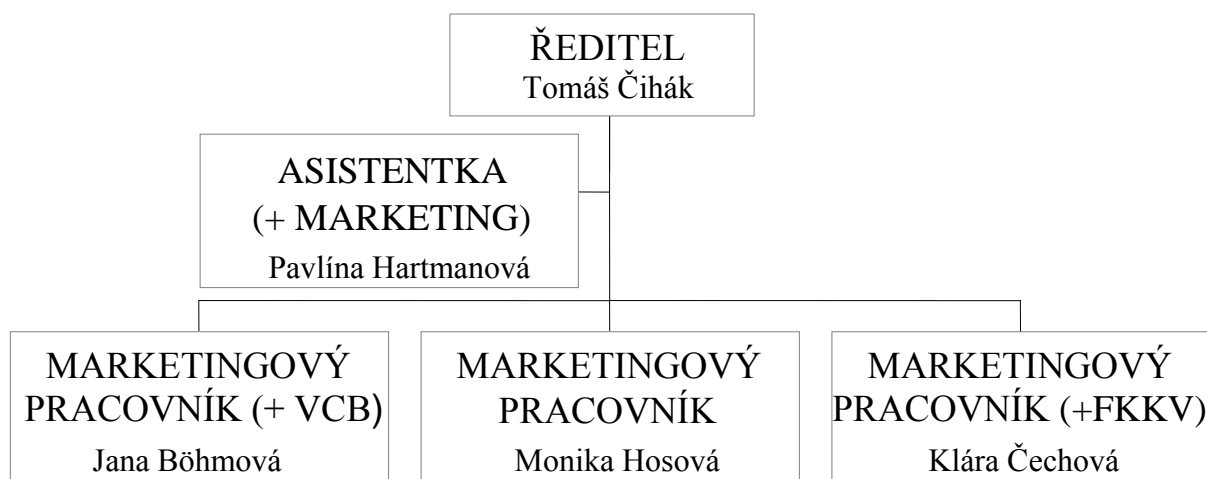 ŘEDITEL
Tomáš Čihák
ASISTENTKA
(+ MARKETING)
Pavlína Hartmanová
MARKETINGOVÝ
PRACOVNÍK (+ VCB)
Jana Böhmová
MARKETINGOVÝ
PRACOVNÍK
Monika Hosová
MARKETINGOVÝ
PRACOVNÍK (+FKKV)
Klára Čechová